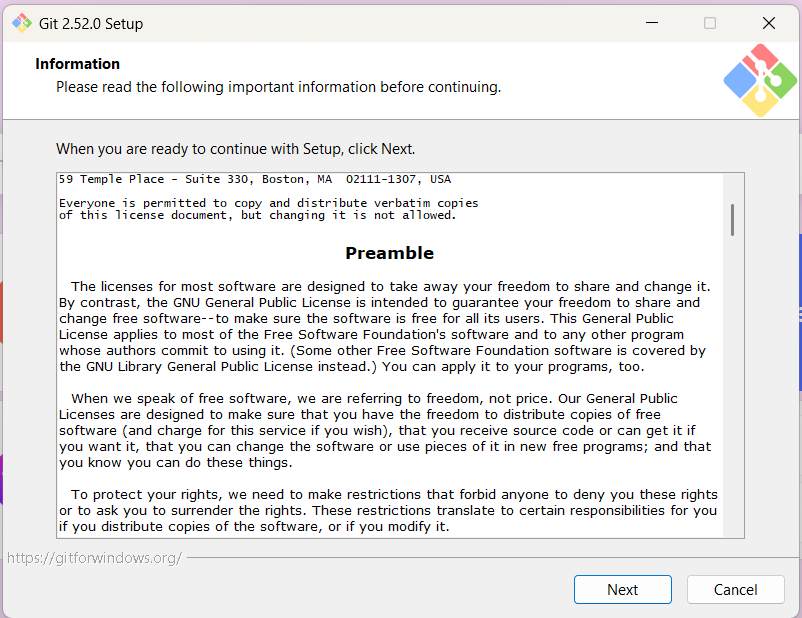 Git 2.52.0 Setup
Information
Please read the following important information before continuing.
When you are ready to continue with Setup, click Next.
59 Temple Place - Suite 330, Boston, MA  02111-1307, USA
Everyone is permitted to copy and distribute verbatim copies
of this license document, but changing it is not allowed.
Preamble
The licenses for most software are designed to take away your freedom to share and change it.
By contrast, the GNU General Public License is intended to guarantee your freedom to share and
change free software--to make sure the software is free for all its users. This General Public
License applies to most of the Free Software Foundation's software and to any other program
whose authors commit to using it. (Some other Free Software Foundation software is covered by
the GNU Library General Public License instead.) You can apply it to your programs, too.
When we speak of free software, we are referring to freedom, not price. Our General Public
Licenses are designed to make sure that you have the freedom to distribute copies of free
software (and charge for this service if you wish), that you receive source code or can get it if
you want it, that you can change the software or use pieces of it in new free programs; and that
you know you can do these things.
To protect your rights, we need to make restrictions that forbid anyone to deny you these rights
or to ask you to surrender the rights. These restrictions translate to certain responsibilities for you
if you distribute copies of the software, or if you modify it.
https://gitforwindows.org/
Next
Cancel